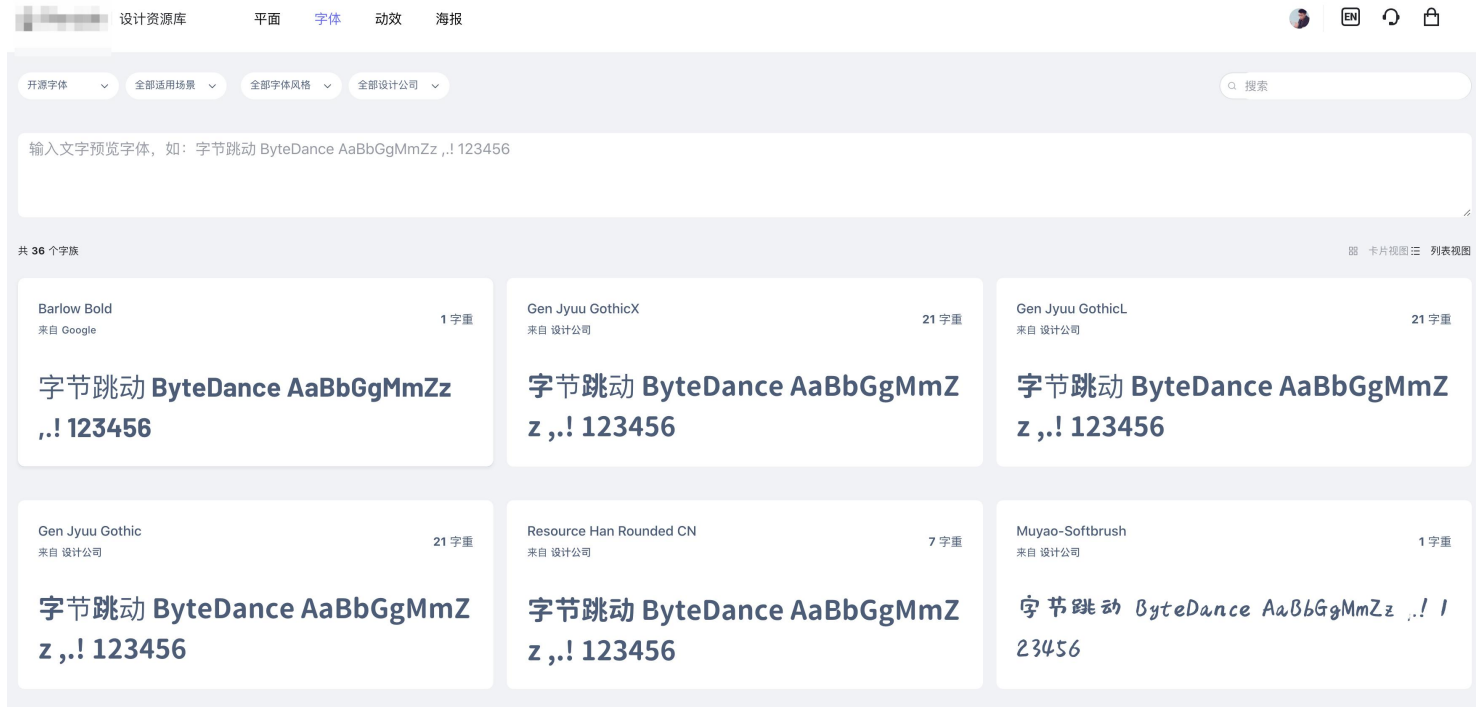 设计资源库 平面 字体 动效 海报 EN
开源字体 全部适用场景 全部字体风格 全部设计公司 搜索
输入文字预览字体，如：字节跳动 ByteDance AaBbGgMmZz ,.! 123456
共 36 个字族 卡片视图 列表视图
Barlow Bold
来自 Google
1 字重
字节跳动 ByteDance AaBbGgMmZz
,.! 123456
Gen Jyuu GothicX
来自 设计公司
21 字重
字节跳动 ByteDance AaBbGgMmZ
z ,.! 123456
Gen Jyuu GothicL
来自 设计公司
21 字重
字节跳动 ByteDance AaBbGgMmZ
z ,.! 123456
Gen Jyuu Gothic
来自 设计公司
21 字重
字节跳动 ByteDance AaBbGgMmZ
z ,.! 123456
Resource Han Rounded CN
来自 设计公司
7 字重
字节跳动 ByteDance AaBbGgMmZ
z ,.! 123456
Muyao-Softbrush
来自 设计公司
1 字重
字节跳动 ByteDance AaBbGgMmZz ,.! 1
23456